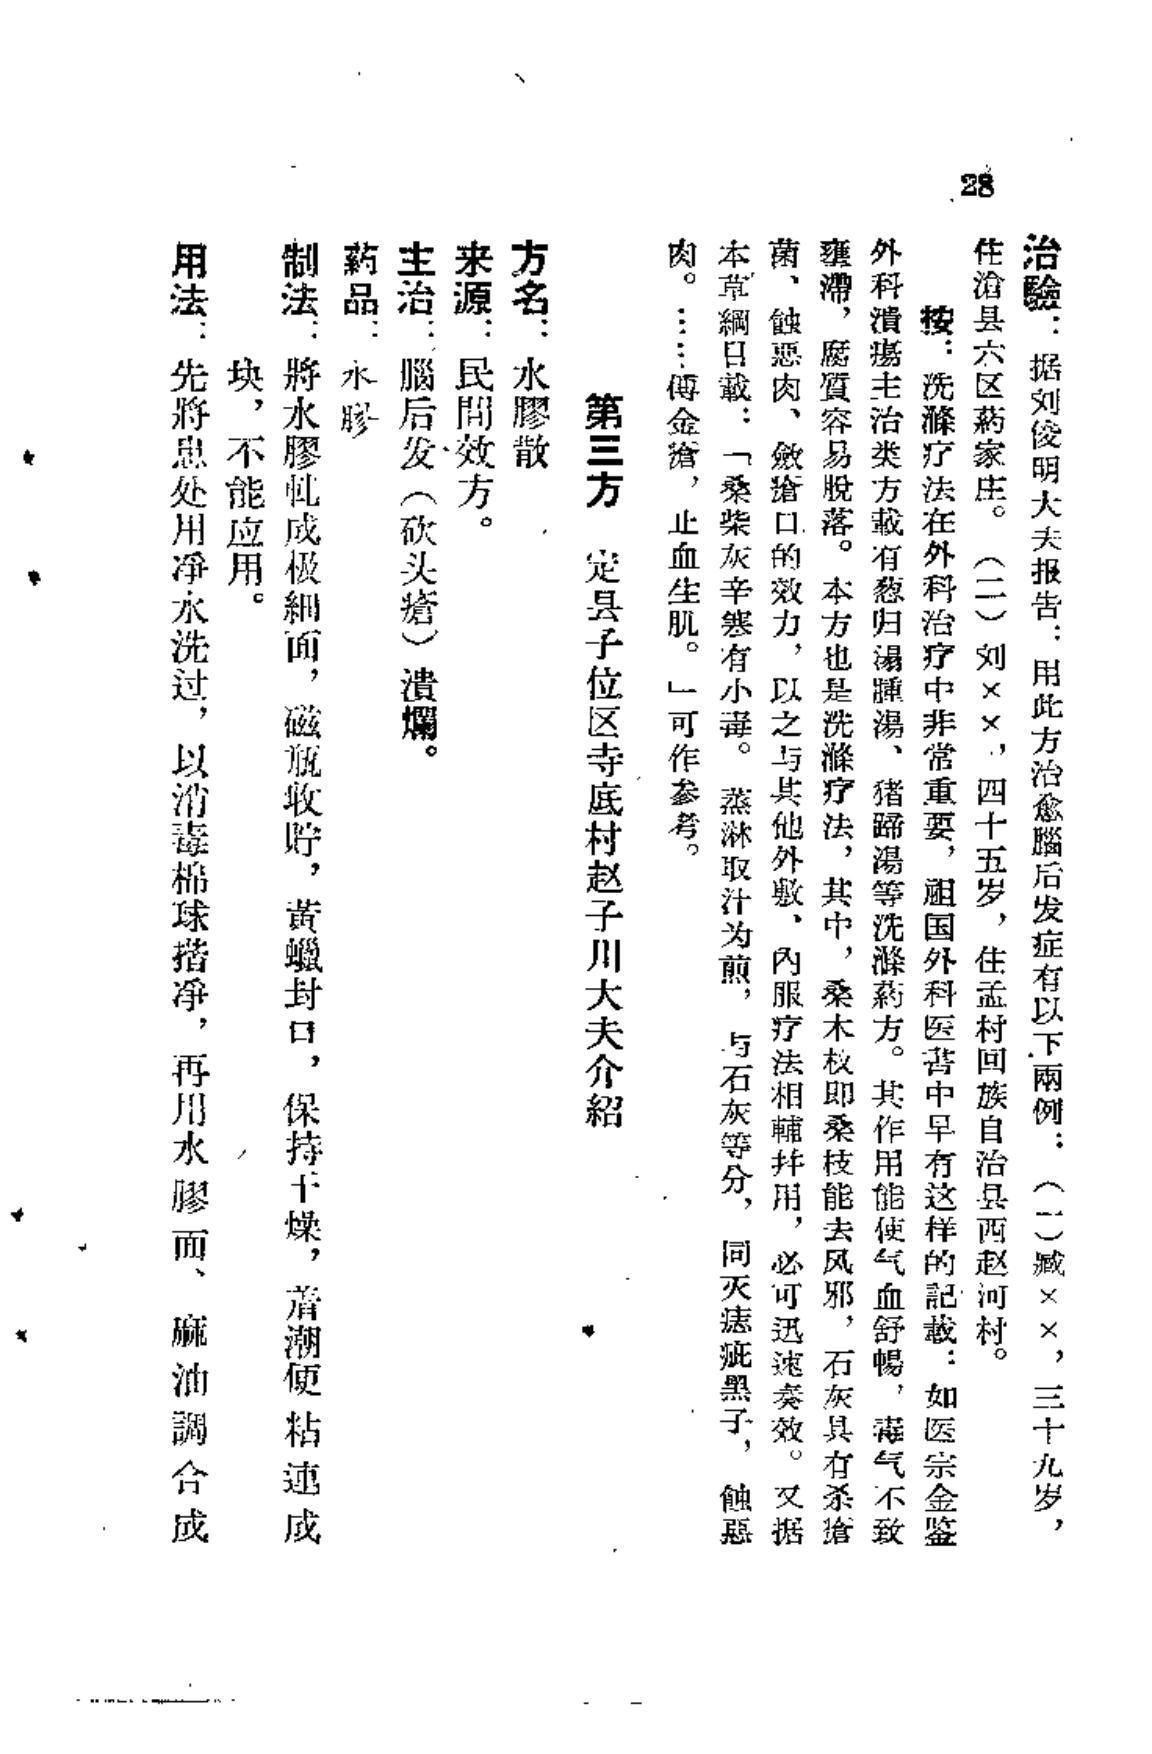 28
治驗：据刘俊明大夫报告：用此方治愈腦后发症有以下兩例：（一）臧××，三十九岁，
住滄县六区葯家庄。（二）刘××，四十五岁，住孟村回族自治县西赵河村。
按：洗滌疗法在外科治疗中非常重要，祖国外科医書中早有这样的記載：如医宗金鉴
外科潰瘍主治类方載有葱归溻腫湯、猪蹄湯等洗滌葯方。其作用能使气血舒暢，毒气不致
壅滯，腐質容易脫落。本方也是洗滌疗法，其中，桑木杈即桑枝能去风邪，石灰具有杀瘡
菌、蝕惡肉、斂瘡口的效力，以之与其他外敷、內服疗法相輔幷用，必可迅速奏效。又据
本草綱目載：「桑柴灰辛寒有小毒。蒸淋取汁为煎，与石灰等分，同灭痣疵黑子，蝕惡
肉。……傅金瘡，止血生肌。」可作参考。
第三方　定县子位区寺底村赵子川大夫介紹
方名：水膠散
来源：民間效方。
主治：腦后发（砍头瘡）潰爛。
葯品：水膠
制法：將水膠軋成极細面，磁瓶收貯，黃蠟封口，保持干燥，着潮便粘連成
块，不能应用。
用法：先將患处用凈水洗过，以消毒棉球揩凈，再用水膠面、麻油調合成